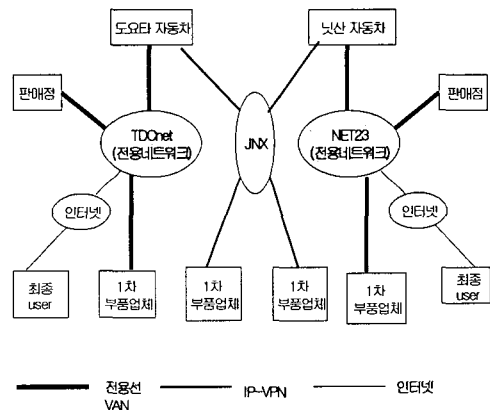 도요타 자동차
닛산 자동차
판매점
판매점
TDCnet
(전용네트워크)
JNX
NET23
(전용네트워크)
인터넷
인터넷
최종
user
1차
부품업체
1차
부품업체
1차
부품업체
1차
부품업체
최종
user
전용선
VAN
IP-VPN
인터넷